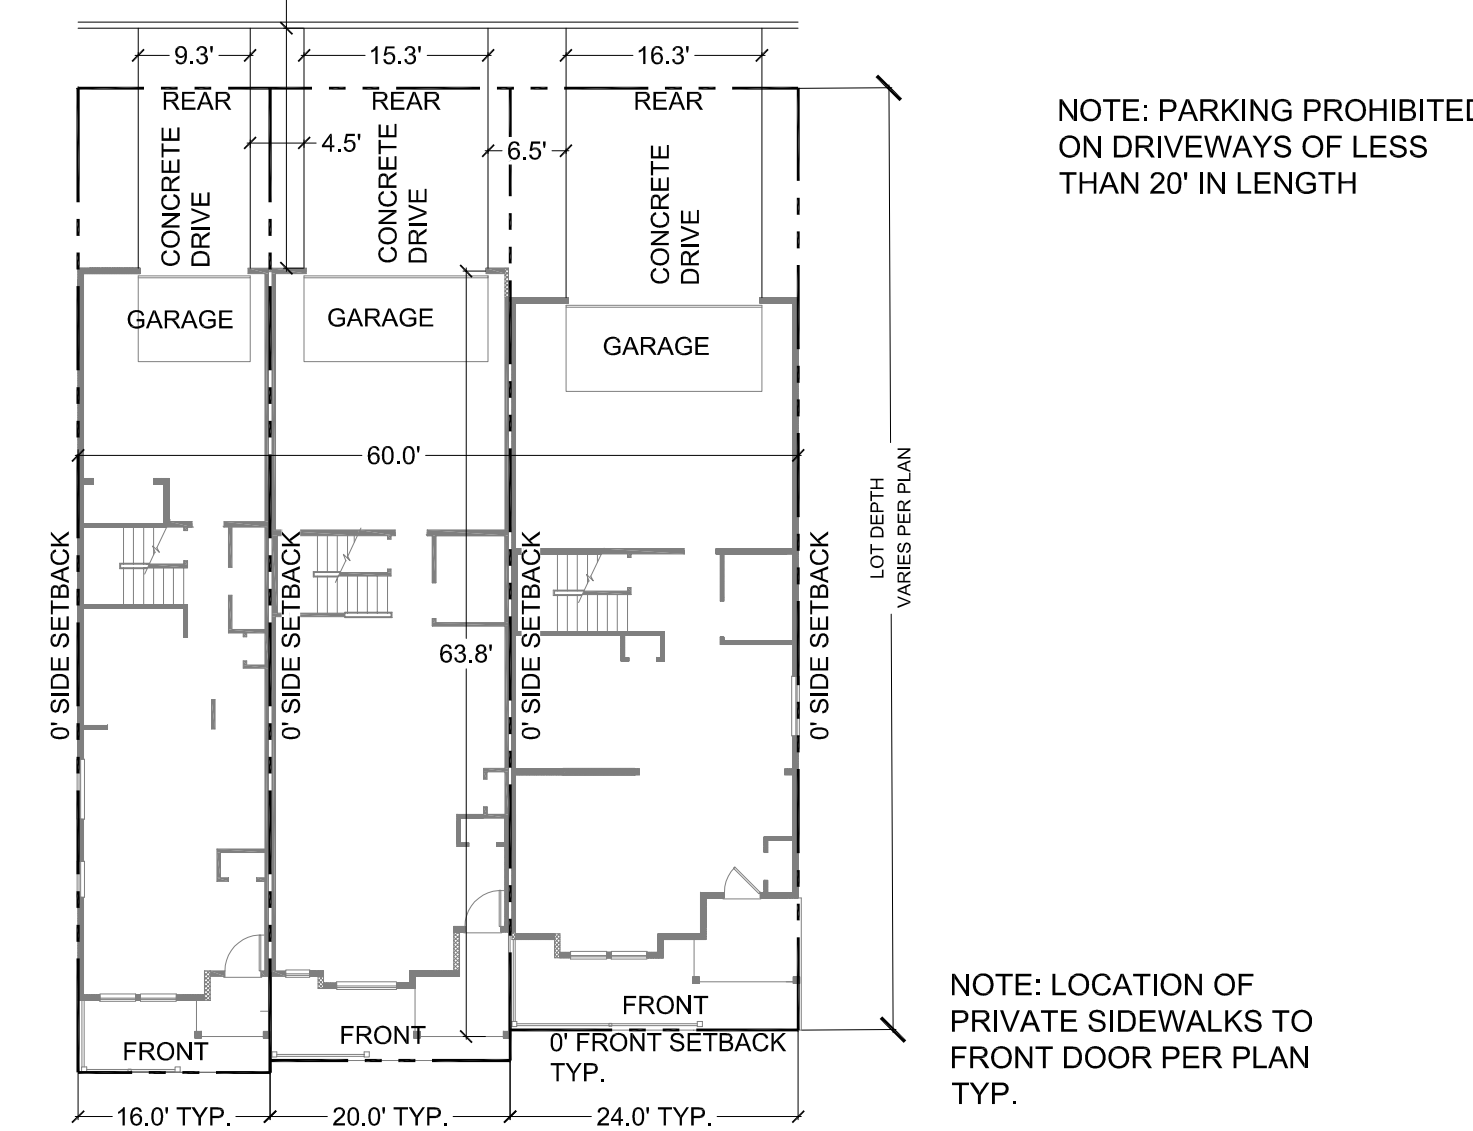 9.3'
15.3'
16.3'
REAR
REAR
REAR
NOTE: PARKING PROHIBITED
ON DRIVEWAYS OF LESS
THAN 20' IN LENGTH
4.5'
6.5'
CONCRETE
DRIVE
CONCRETE
DRIVE
CONCRETE
DRIVE
GARAGE
GARAGE
GARAGE
60.0'
LOT DEPTH
VARIES PER PLAN
0' SIDE SETBACK
0' SIDE SETBACK
0' SIDE SETBACK
0' SIDE SETBACK
63.8'
FRONT
FRONT
FRONT
0' FRONT SETBACK
TYP.
NOTE: LOCATION OF
PRIVATE SIDEWALKS TO
FRONT DOOR PER PLAN
TYP.
16.0' TYP.
20.0' TYP.
24.0' TYP.